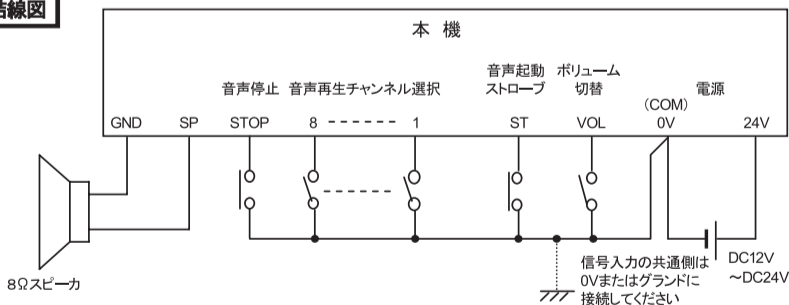 結線図
本 機
音声停止 音声再生チャンネル選択
音声起動
ストローブ
ボリューム
切替
電源
(COM)
GND SP STOP 8 ------ 1 ST VOL 0V 24V
8Ωスピーカ
信号入力の共通側は
0Vまたはグランドに
接続してください
DC12V
～DC24V